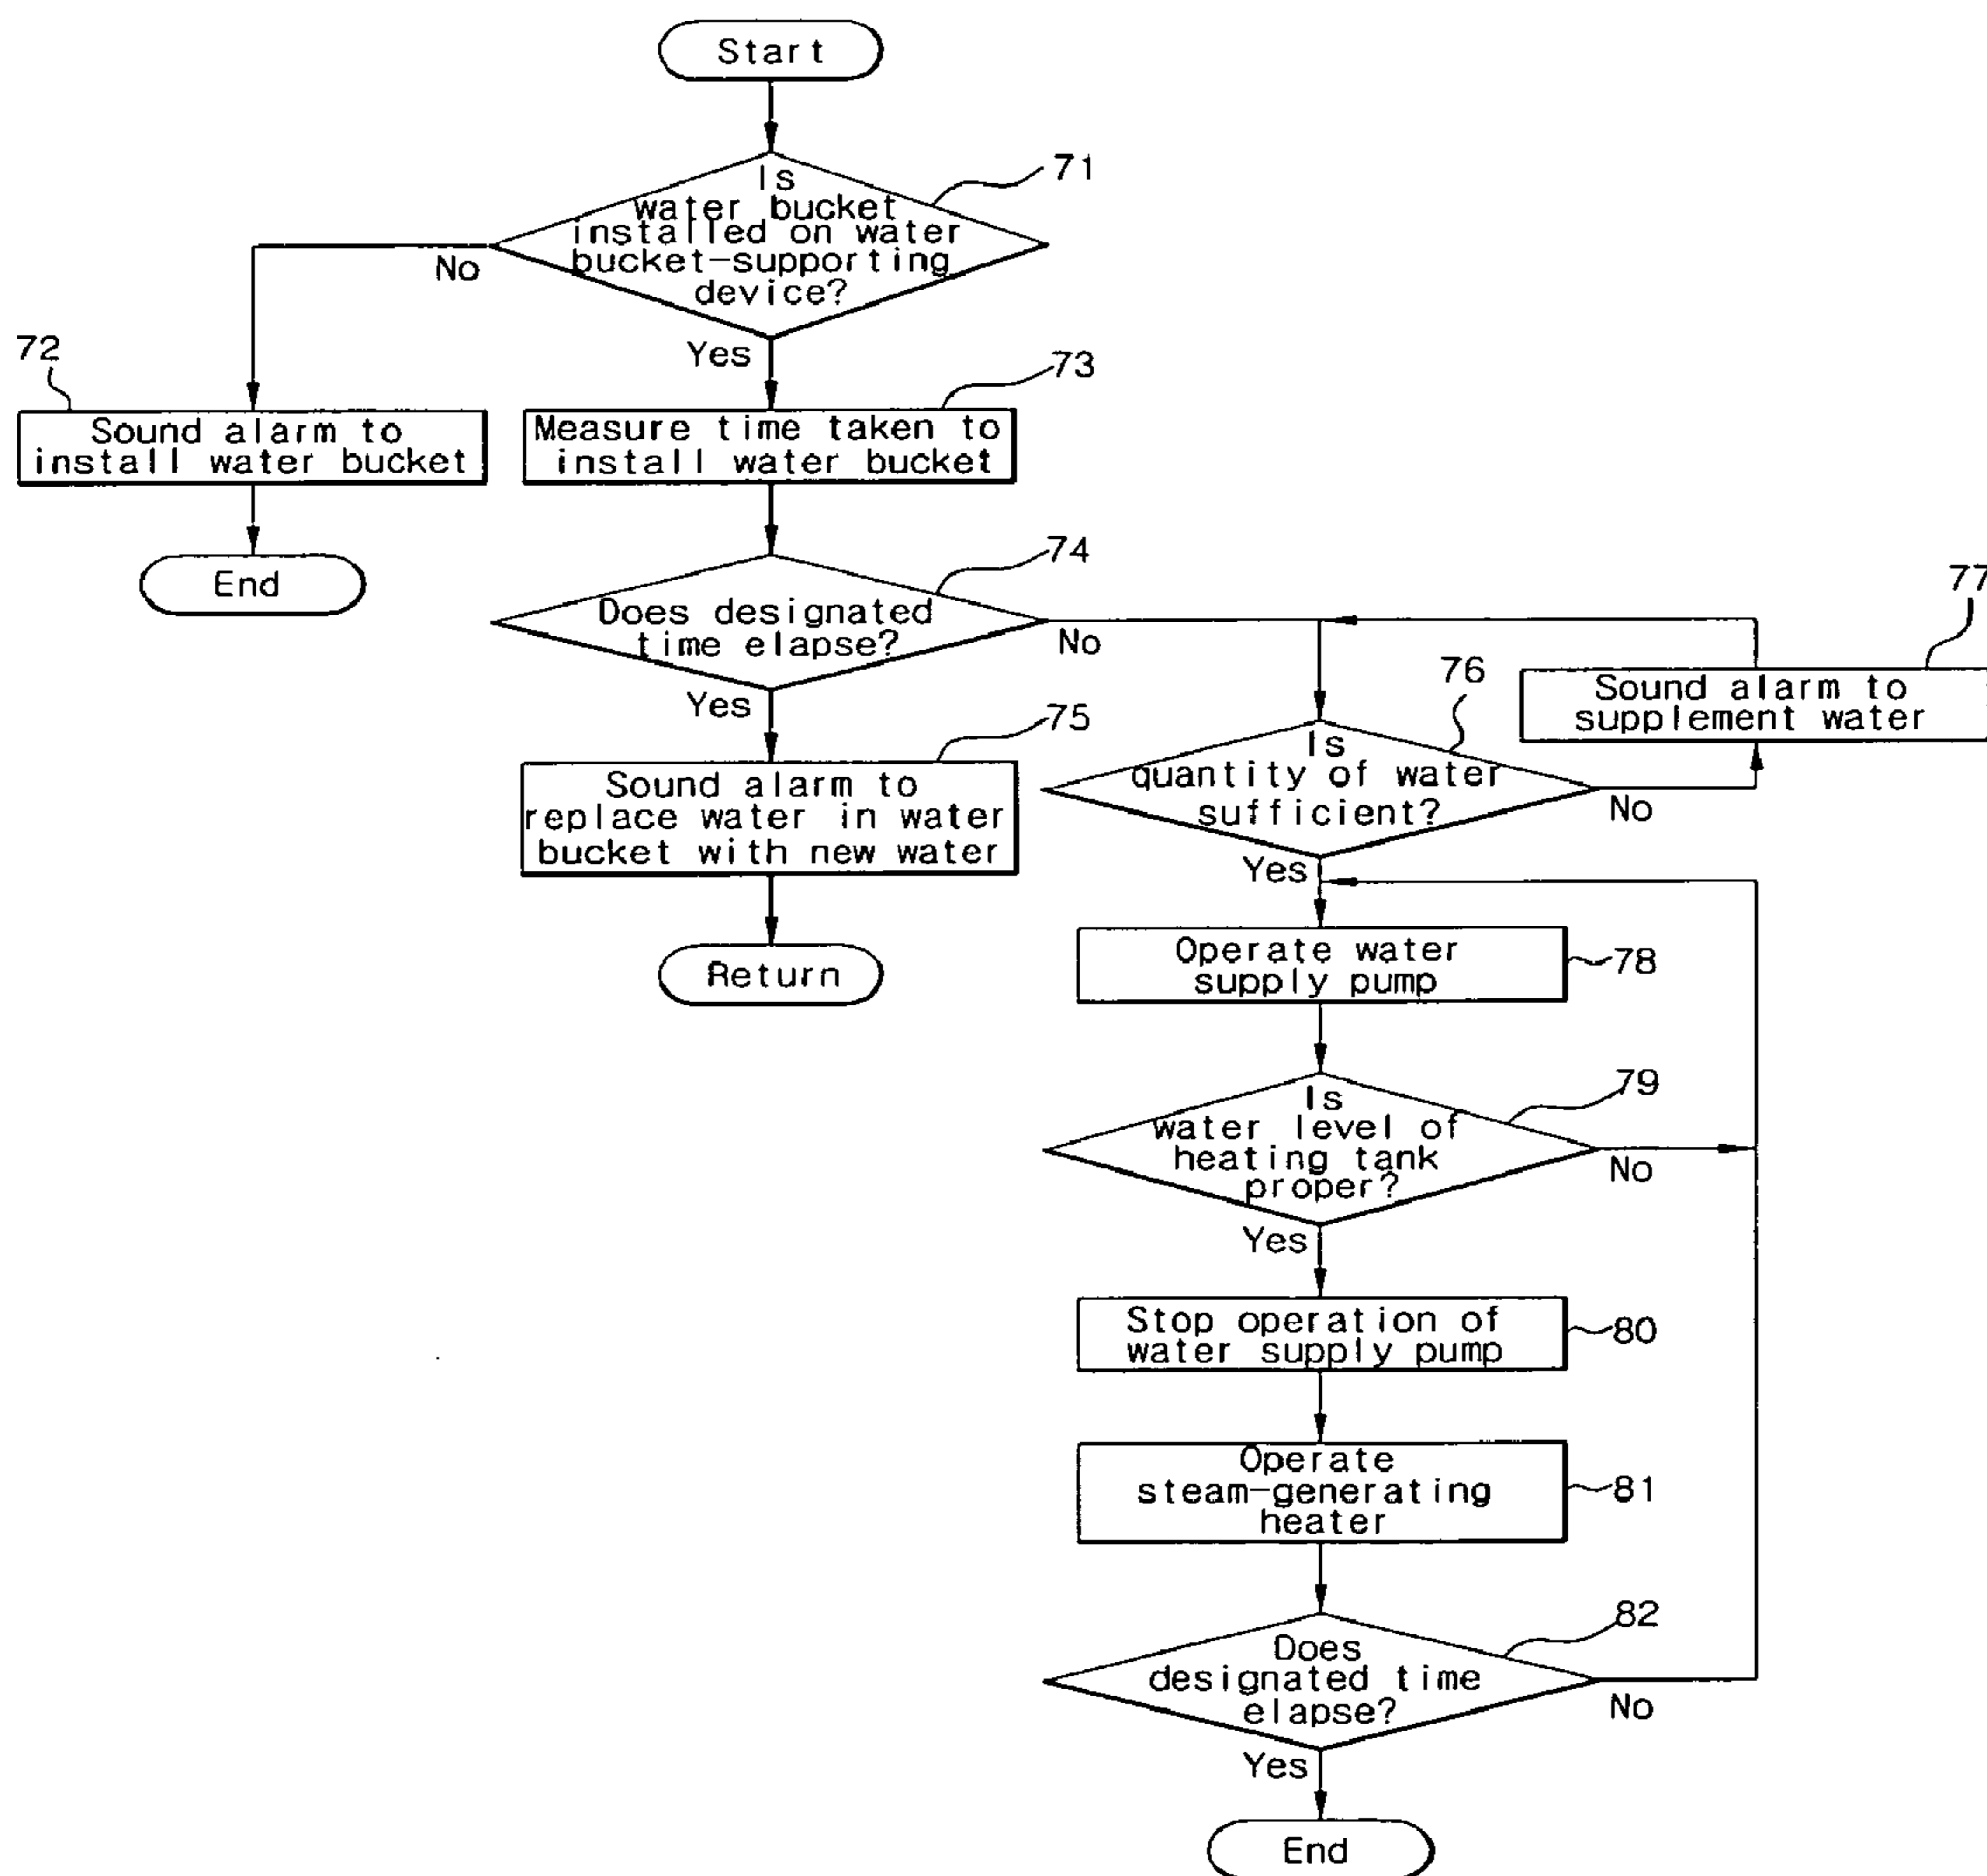 Start
71
Is
water bucket
installed on water
bucket-supporting
device?
No
Yes
72
Sound alarm to
install water bucket
End
73
Measure time taken to
install water bucket
74
Does designated
time elapse?
No
Yes
75
Sound alarm to
replace water in water
bucket with new water
Return
76
Is
quantity of water
sufficient?
No
Yes
77
Sound alarm to
supplement water
Operate water
supply pump
78
79
Is
water level of
heating tank
proper?
No
Yes
Stop operation of
water supply pump
80
Operate
steam-generating
heater
81
82
Does
designated time
elapse?
No
Yes
End